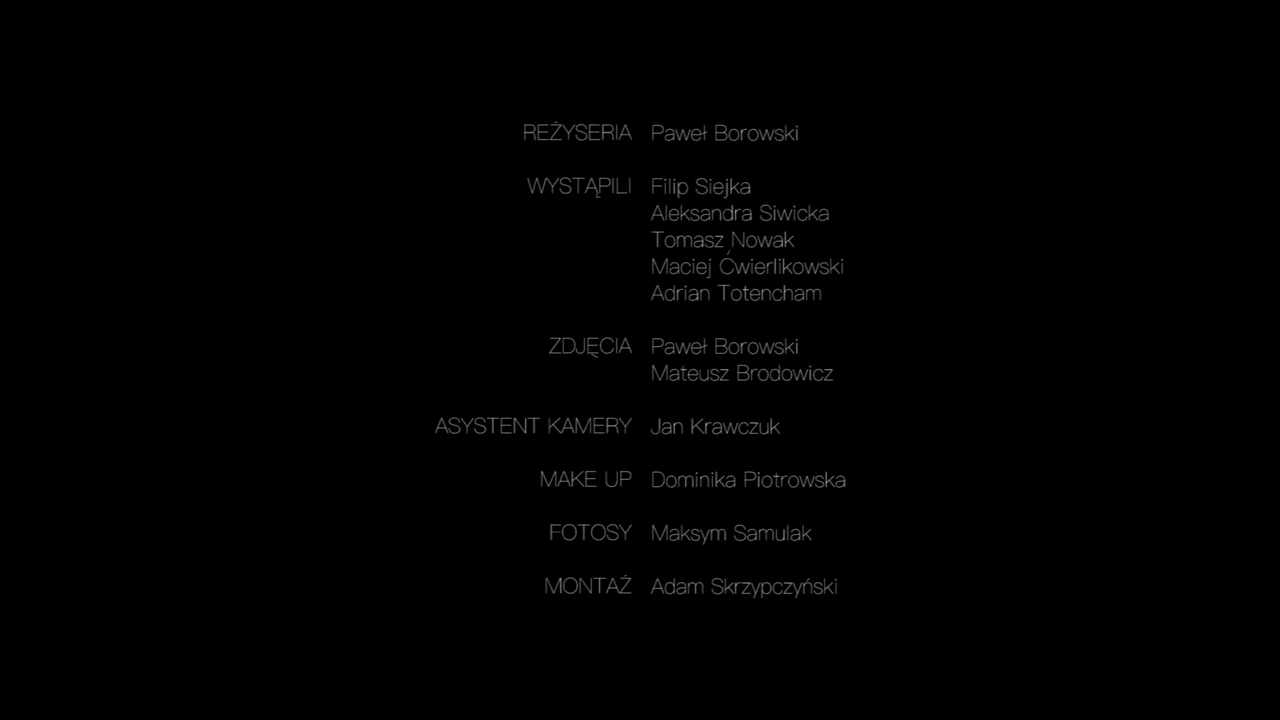 REŻYSERIA Paweł Borowski
WYSTĄPILI Filip Siejka
Aleksandra Siwicka
Tomasz Nowak
Maciej Ćwierlikowski
Adrian Totencham
ZDJĘCIA Paweł Borowski
Mateusz Brodowicz
ASYSTENT KAMERY Jan Krawczuk
MAKE UP Dominika Piotrowska
FOTOSY Maksym Samulak
MONTAŻ Adam Skrzypczyński